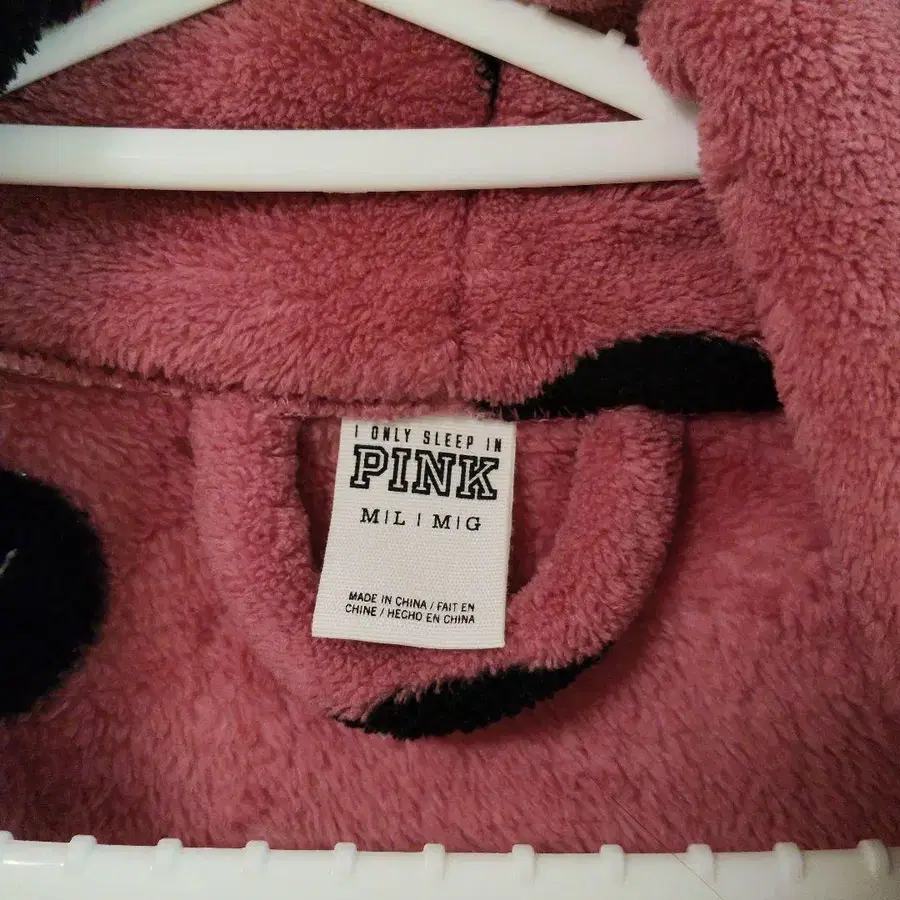 I ONLY SLEEP IN
PINK
M|L | M|G
MADE IN CHINA / FAIT EN
CHINE / HECHO EN CHINA